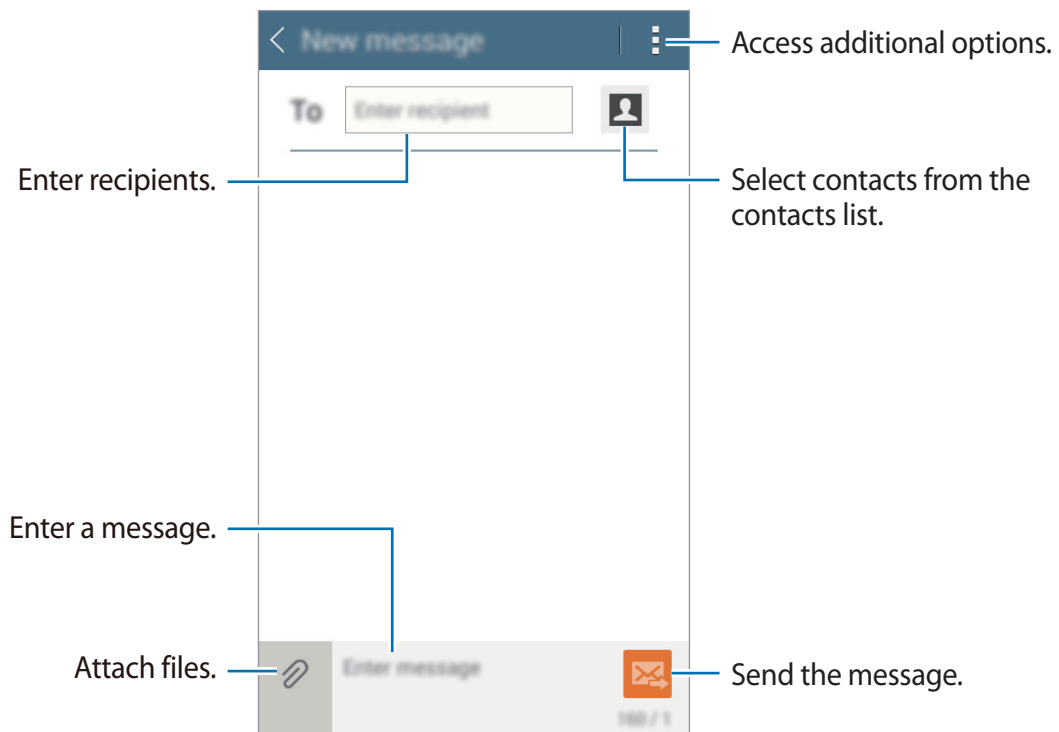 New message
Access additional options.
To
Enter recipient
Enter recipients.
Select contacts from the
contacts list.
Enter a message.
Attach files.
Enter message
Send the message.
160 / 1